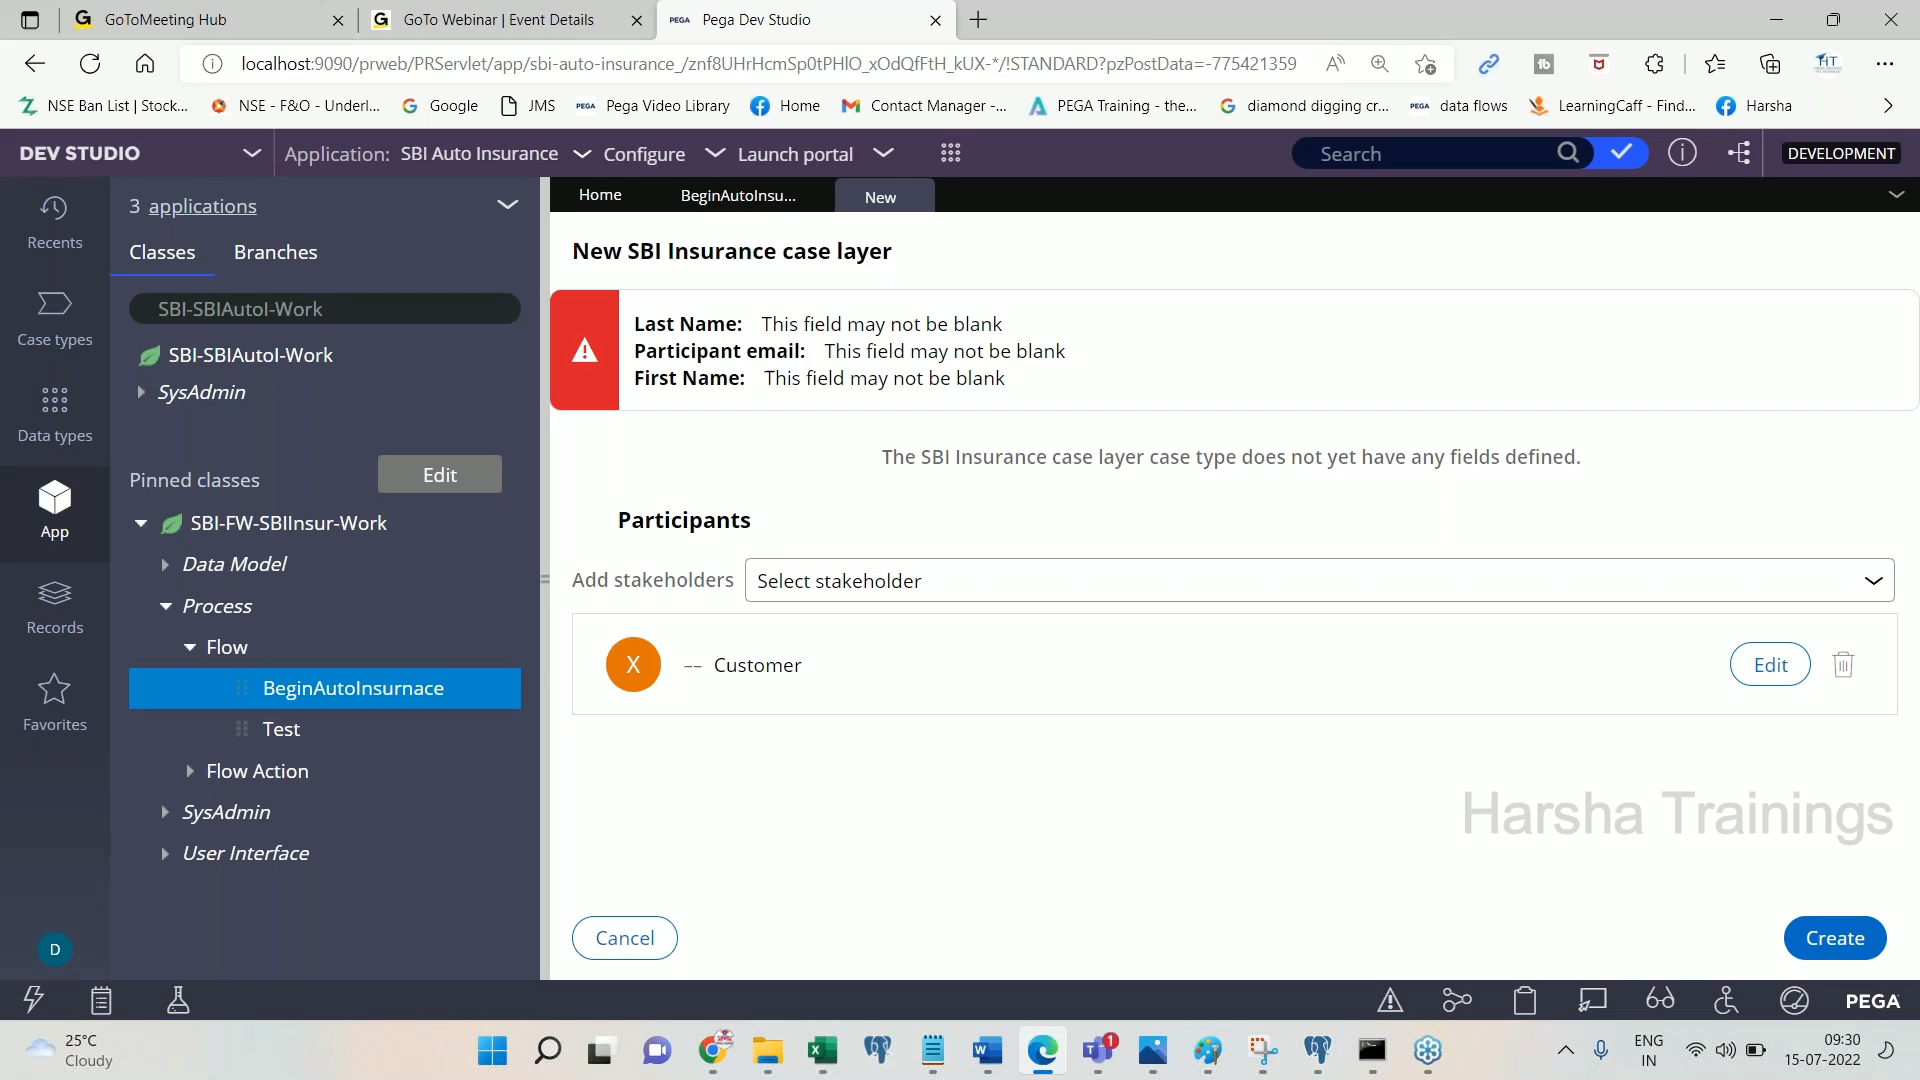 GoToMeeting Hub
GoTo Webinar | Event Details
PEGA Pega Dev Studio
localhost:9090/prweb/PRServlet/app/sbi-auto-insurance_/znf8UHrHcmSp0tPHlO_xOdQfFtH_kUX-*/!STANDARD?pzPostData=-775421359
NSE Ban List | Stock...
NSE - F&O - Underl...
Google
JMS
PEGA Pega Video Library
Home
Contact Manager -...
PEGA Training - the...
diamond digging cr...
PEGA data flows
LearningCaff - Find...
Harsha
DEV STUDIO
Application: SBI Auto Insurance
Configure
Launch portal
Search
DEVELOPMENT
Recents
Case types
Data types
App
Records
Favorites
D
3 applications
Classes
Branches
SBI-SBIAutoI-Work
SBI-SBIAutoI-Work
SysAdmin
Pinned classes
Edit
SBI-FW-SBIInsur-Work
Data Model
Process
Flow
BeginAutoInsurnace
Test
Flow Action
SysAdmin
User Interface
Home
BeginAutoInsu...
New
New SBI Insurance case layer
Last Name: This field may not be blank
Participant email: This field may not be blank
First Name: This field may not be blank
The SBI Insurance case layer case type does not yet have any fields defined.
Participants
Add stakeholders
Select stakeholder
X
-- Customer
Edit
Harsha Trainings
Cancel
Create
PEGA
25°C
Cloudy
1
ENG
IN
09:30
15-07-2022